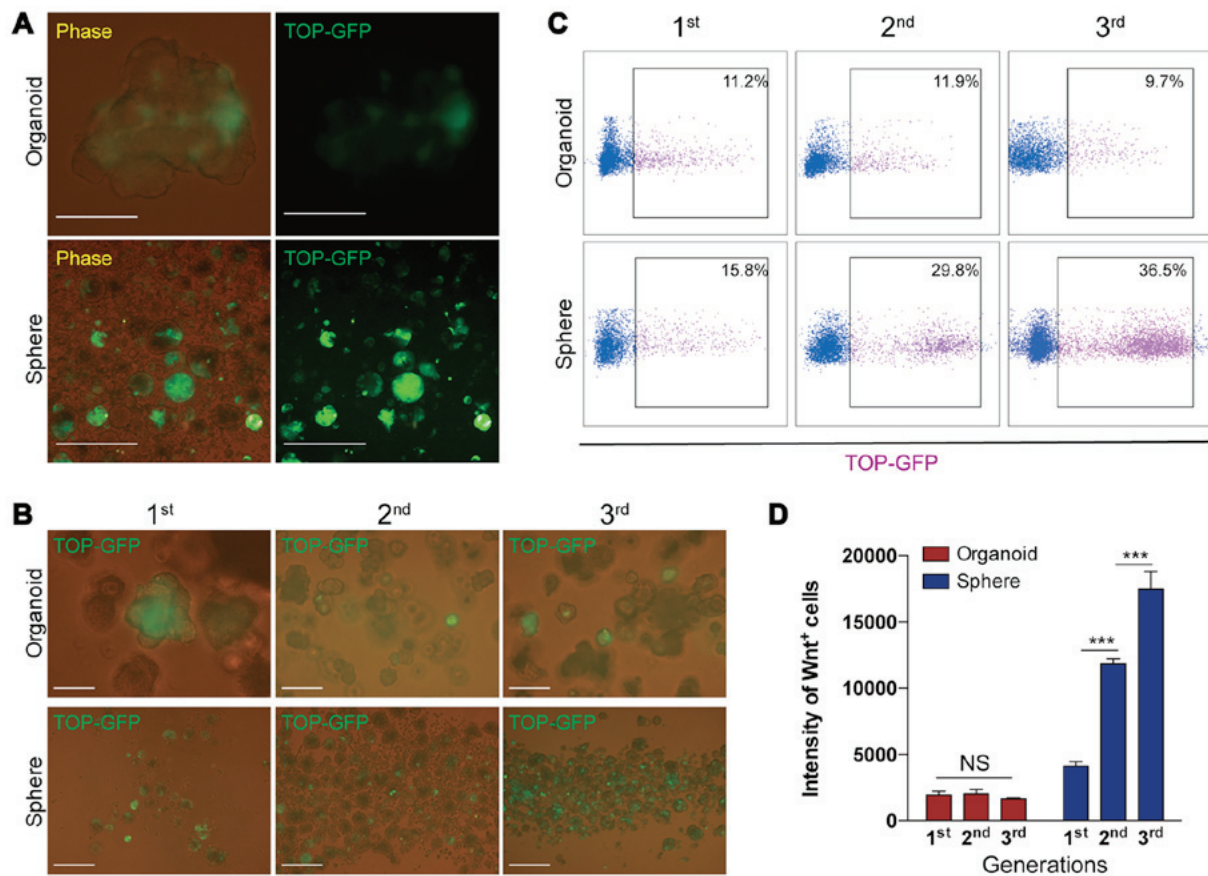 A
Phase
TOP-GFP
Organoid
Phase
TOP-GFP
Sphere
B
1st
2nd
3rd
TOP-GFP
TOP-GFP
TOP-GFP
Organoid
TOP-GFP
TOP-GFP
TOP-GFP
Sphere
C
1st
2nd
3rd
Organoid
11.2%
11.9%
9.7%
Sphere
15.8%
29.8%
36.5%
TOP-GFP
D
Intensity of Wnt+ cells
20000
15000
10000
5000
0
Organoid
Sphere
NS
***
***
1st 2nd 3rd
1st 2nd 3rd
Generations